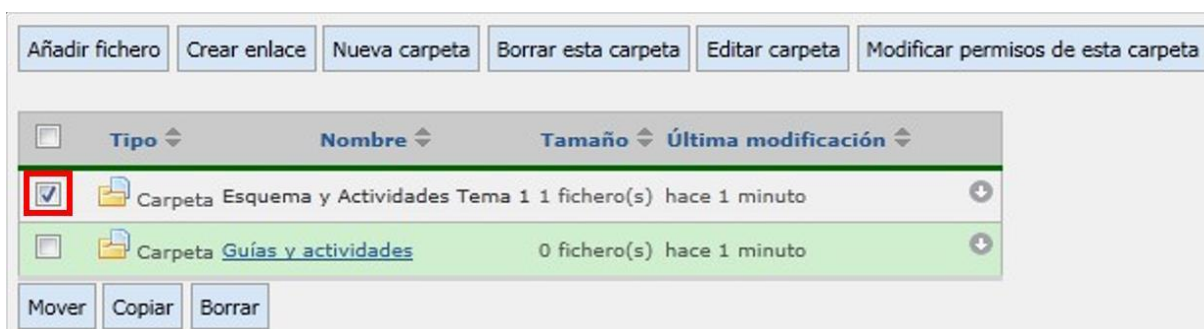 Añadir fichero Crear enlace Nueva carpeta Borrar esta carpeta Editar carpeta Modificar permisos de esta carpeta
Tipo Nombre Tamaño Última modificación
Carpeta Esquema y Actividades Tema 1 1 fichero(s) hace 1 minuto
Carpeta Guías y actividades 0 fichero(s) hace 1 minuto
Mover Copiar Borrar